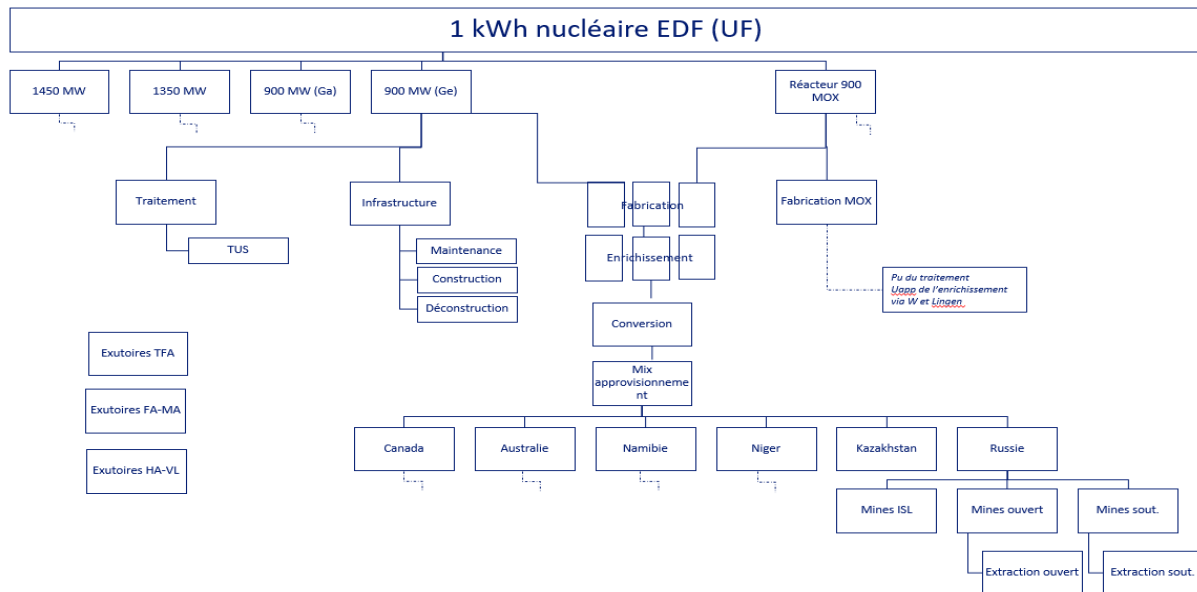 1 kWh nucléaire EDF (UF)
1450 MW
1350 MW
900 MW (Ga)
900 MW (Ge)
Réacteur 900
MOX
Traitement
Infrastructure
Fabrication
Fabrication MOX
TUS
Maintenance
Construction
Déconstruction
Enrichissement
Pu du traitement
Uapp de l'enrichissement
via W et Lingen
Conversion
Exutoires TFA
Mix
approvisionneme
nt
Exutoires FA-MA
Exutoires HA-VL
Canada
Australie
Namibie
Niger
Kazakhstan
Russie
Mines ISL
Mines ouvert
Mines sout.
Extraction ouvert
Extraction sout.